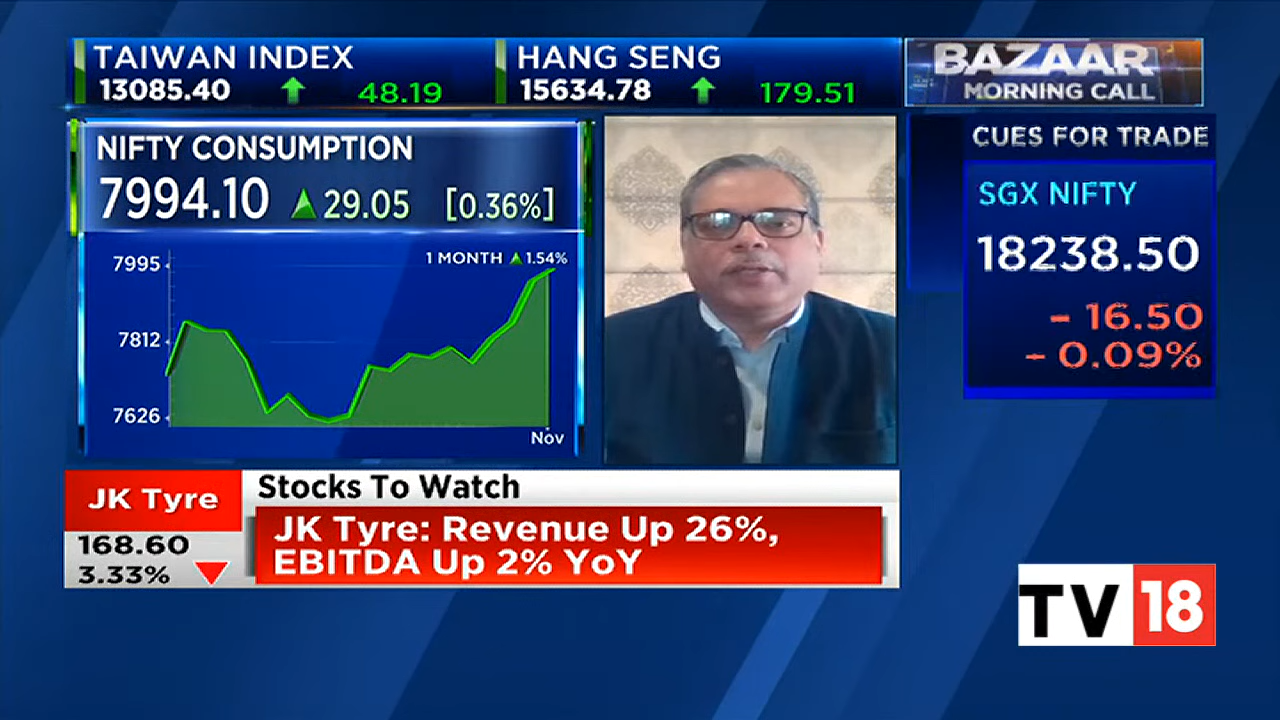 TAIWAN INDEX
13085.40 48.19
HANG SENG
15634.78 179.51
BAZAAR
MORNING CALL
NIFTY CONSUMPTION
7994.10 29.05 [0.36%]
1 MONTH 1.54%
7995
7812
7626
Nov
CUES FOR TRADE
SGX NIFTY
18238.50
- 16.50
- 0.09%
JK Tyre
168.60
3.33%
Stocks To Watch
JK Tyre: Revenue Up 26%,
EBITDA Up 2% YoY
TV18